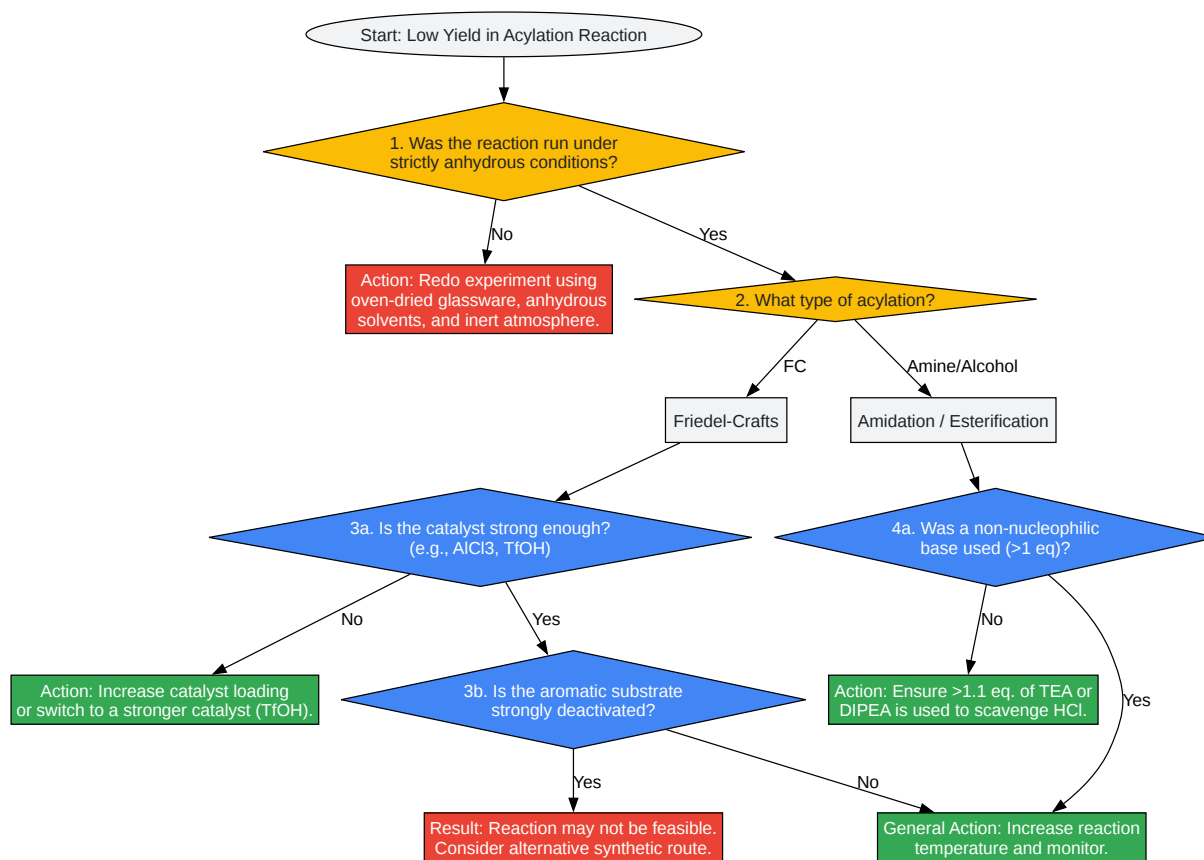 Start: Low Yield in Acylation Reaction
1. Was the reaction run under
strictly anhydrous conditions?
No
Yes
Action: Redo experiment using
oven-dried glassware, anhydrous
solvents, and inert atmosphere.
2. What type of acylation?
FC
Amine/Alcohol
Friedel-Crafts
Amidation / Esterification
3a. Is the catalyst strong enough?
(e.g., AlCl3, TfOH)
4a. Was a non-nucleophilic
base used (>1 eq)?
No
Yes
No
Yes
Action: Increase catalyst loading
or switch to a stronger catalyst (TfOH).
3b. Is the aromatic substrate
strongly deactivated?
Action: Ensure >1.1 eq. of TEA or
DIPEA is used to scavenge HCl.
Yes
No
Result: Reaction may not be feasible.
Consider alternative synthetic route.
General Action: Increase reaction
temperature and monitor.